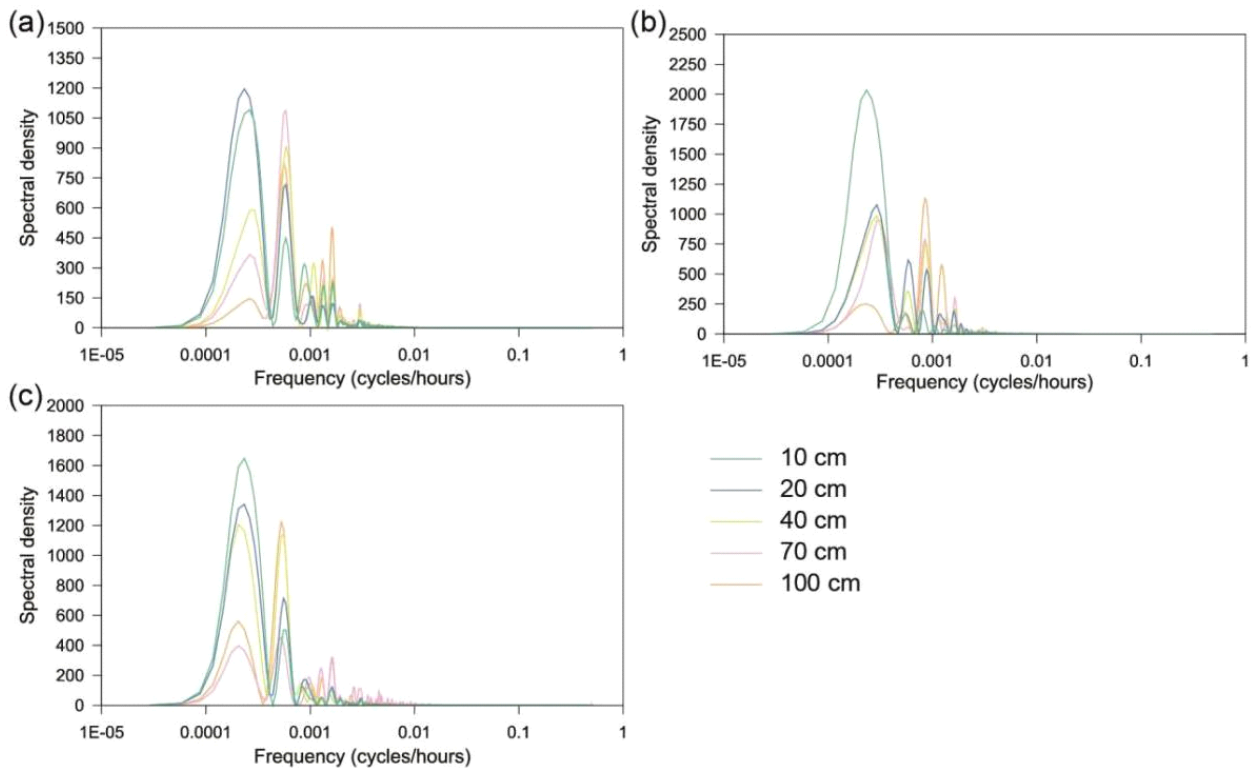 (a)
1500
1350
1200
1050
900
750
600
450
300
150
0
Spectral density
1E-05 0.0001 0.001 0.01 0.1 1
Frequency (cycles/hours)
(b)
2500
2250
2000
1750
1500
1250
1000
750
500
250
0
Spectral density
1E-05 0.0001 0.001 0.01 0.1 1
Frequency (cycles/hours)
(c)
2000
1800
1600
1400
1200
1000
800
600
400
200
0
Spectral density
1E-05 0.0001 0.001 0.01 0.1 1
Frequency (cycles/hours)
10 cm
20 cm
40 cm
70 cm
100 cm